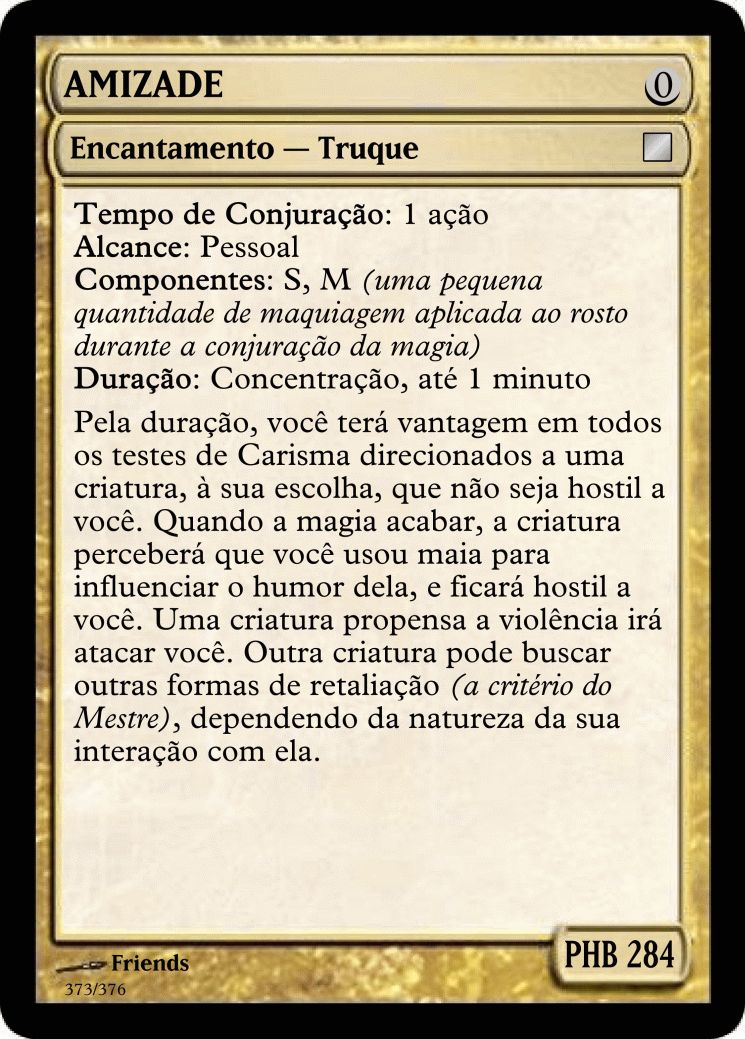 AMIZADE
0
Encantamento — Truque
Tempo de Conjuração: 1 ação
Alcance: Pessoal
Componentes: S, M (uma pequena
quantidade de maquiagem aplicada ao rosto
durante a conjuração da magia)
Duração: Concentração, até 1 minuto
Pela duração, você terá vantagem em todos
os testes de Carisma direcionados a uma
criatura, à sua escolha, que não seja hostil a
você. Quando a magia acabar, a criatura
perceberá que você usou maia para
influenciar o humor dela, e ficará hostil a
você. Uma criatura propensa a violência irá
atacar você. Outra criatura pode buscar
outras formas de retaliação (a critério do
Mestre), dependendo da natureza da sua
interação com ela.
PHB 284
Friends
373/376